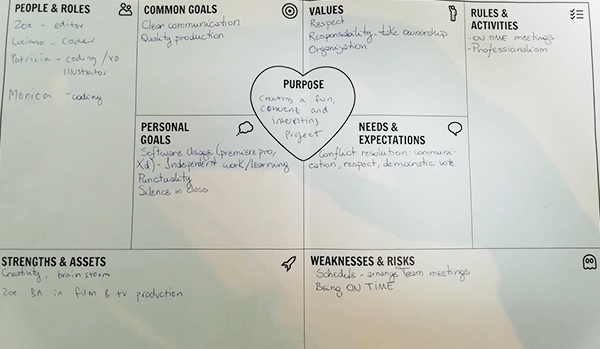 PEOPLE & ROLES
Zoe - editor
Luciano - coder
Patricia - coding / XD
Illustrator
Monica - coding
COMMON GOALS
Clean communication
Quality production
VALUES
Respect
Responsability - take ownership
Organization
RULES &
ACTIVITIES
- ON TIME meetings
- Professionalism
PURPOSE
Creating a fun,
coherent and
interesting
project
PERSONAL
GOALS
Software Usage (premiere pro,
Xd) - Independent work/learning
Punctuality
Silence in class
NEEDS &
EXPECTATIONS
Conflict resolution: communi-
cation, respect, democratic vote
STRENGTHS & ASSETS
Creativity, brain storm
Zoe BA in film & tv production
WEAKNESSES & RISKS
Schedule - arrange Team meetings
Being ON TIME